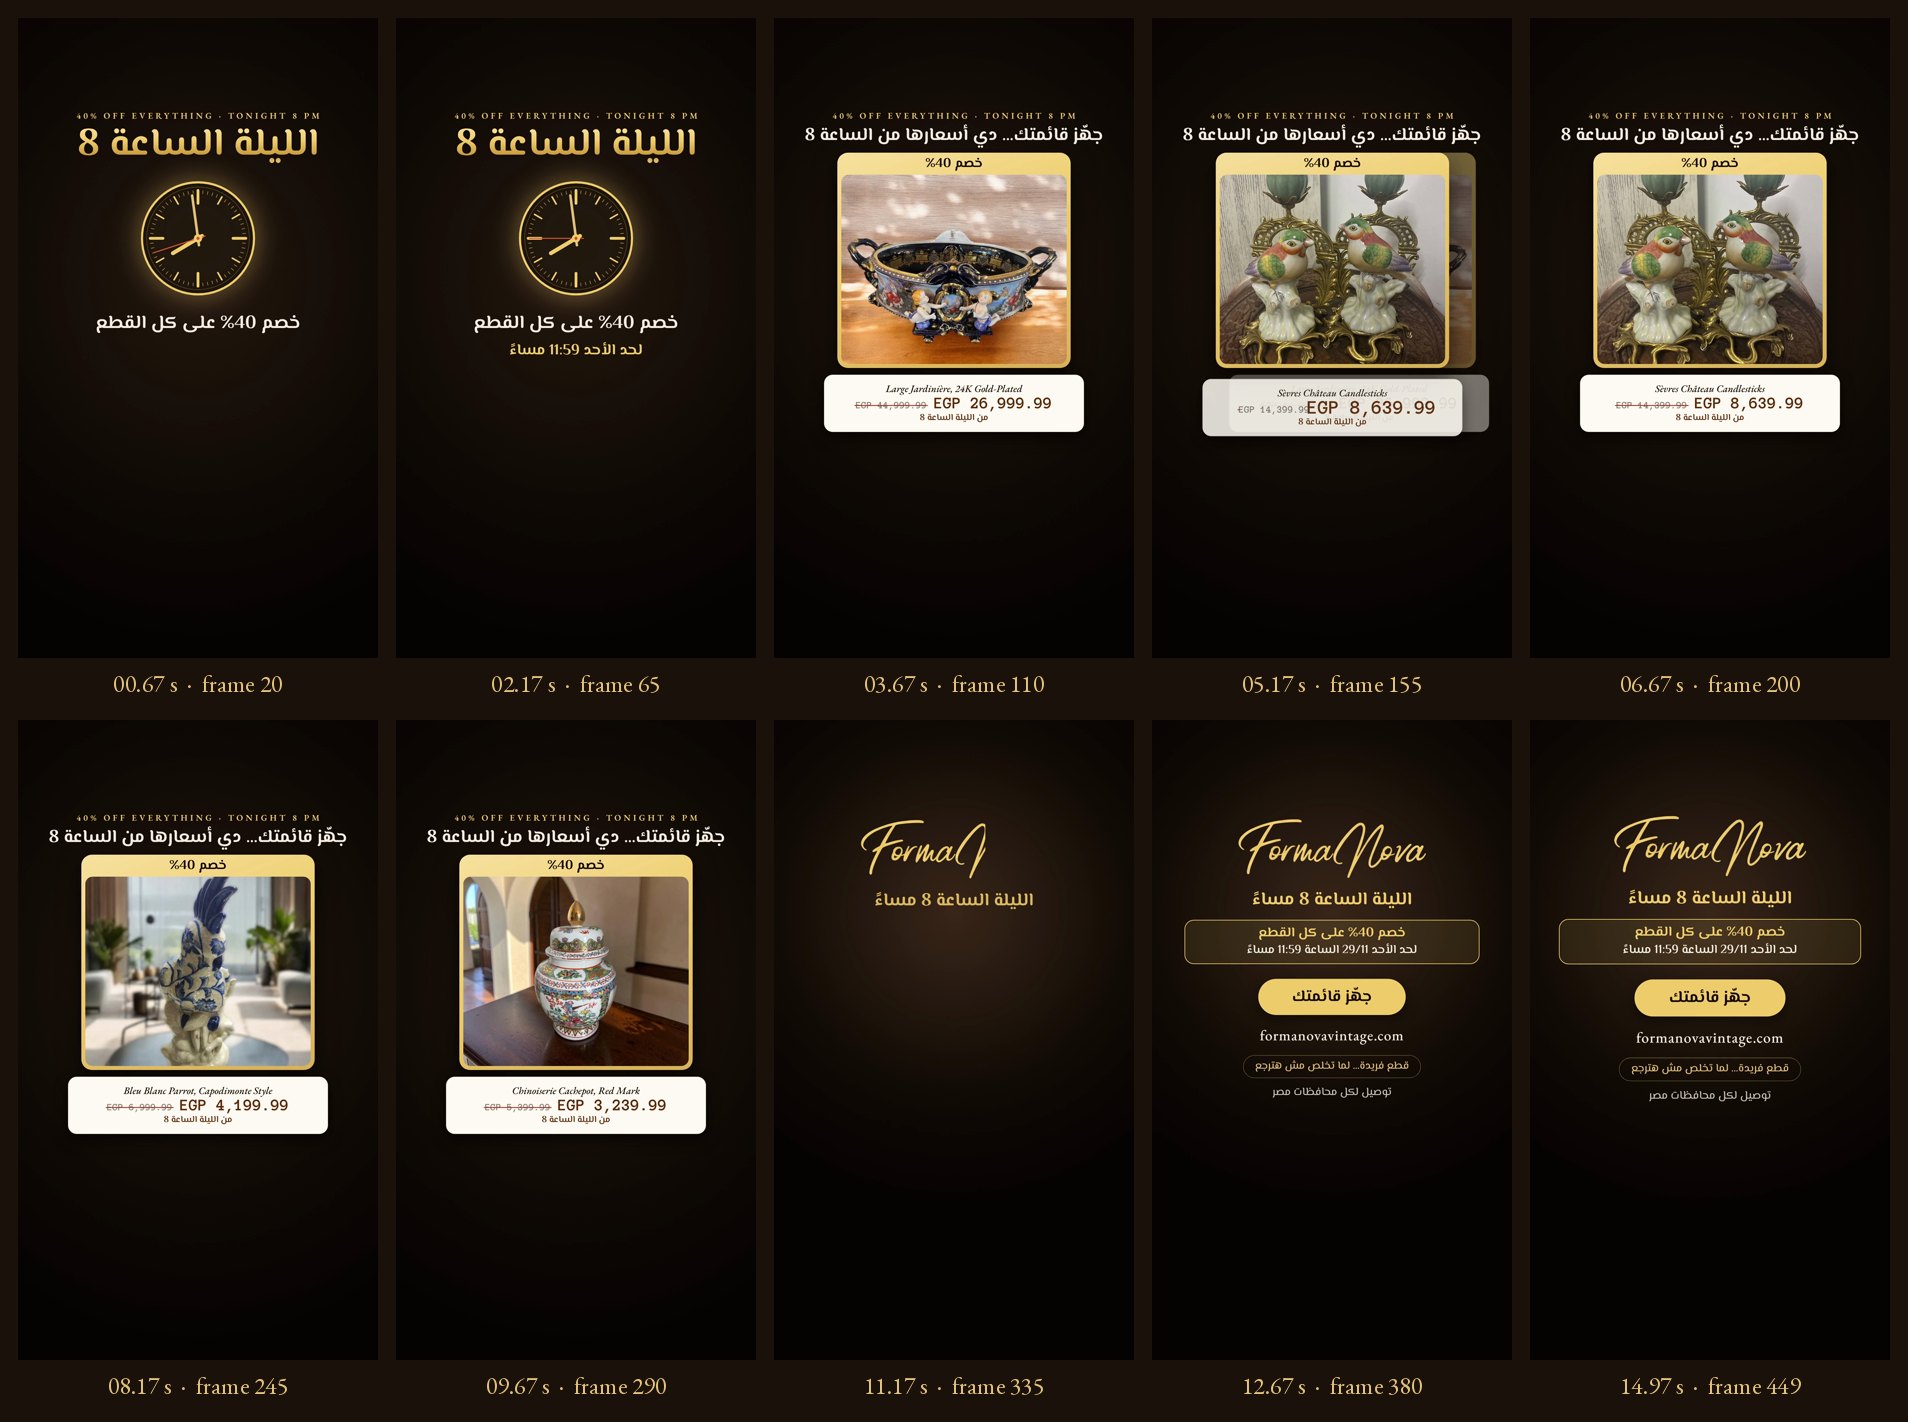 40% OFF EVERYTHING · TONIGHT 8 PM
الليلة الساعة 8
خصم 40% على كل القطع
00.67 s · frame 20
40% OFF EVERYTHING · TONIGHT 8 PM
الليلة الساعة 8
خصم 40% على كل القطع
لحد الأحد 11:59 مساءً
02.17 s · frame 65
40% OFF EVERYTHING · TONIGHT 8 PM
جهّز قائمتك... دي أسعارها من الساعة 8
خصم 40%
Large Jardinière, 24K Gold-Plated
EGP 44,999.99 EGP 26,999.99
من الليلة الساعة 8
03.67 s · frame 110
40% OFF EVERYTHING · TONIGHT 8 PM
جهّز قائمتك... دي أسعارها من الساعة 8
خصم 40%
Sèvres Château Candlesticks
EGP 14,399.99 EGP 8,639.99
من الليلة الساعة 8
05.17 s · frame 155
40% OFF EVERYTHING · TONIGHT 8 PM
جهّز قائمتك... دي أسعارها من الساعة 8
خصم 40%
Sèvres Château Candlesticks
EGP 14,399.99 EGP 8,639.99
من الليلة الساعة 8
06.67 s · frame 200
40% OFF EVERYTHING · TONIGHT 8 PM
جهّز قائمتك... دي أسعارها من الساعة 8
خصم 40%
Bleu Blanc Parrot, Capodimonte Style
EGP 6,999.99 EGP 4,199.99
من الليلة الساعة 8
08.17 s · frame 245
40% OFF EVERYTHING · TONIGHT 8 PM
جهّز قائمتك... دي أسعارها من الساعة 8
خصم 40%
Chinoiserie Cachepot, Red Mark
EGP 5,399.99 EGP 3,239.99
من الليلة الساعة 8
09.67 s · frame 290
Forma
الليلة الساعة 8 مساءً
11.17 s · frame 335
FormaNova
الليلة الساعة 8 مساءً
خصم 40% على كل القطع
لحد الأحد 29/11 الساعة 11:59 مساءً
جهّز قائمتك
formanovavintage.com
قطع فريدة... لما تخلص مش هترجع
توصيل لكل محافظات مصر
12.67 s · frame 380
FormaNova
الليلة الساعة 8 مساءً
خصم 40% على كل القطع
لحد الأحد 29/11 الساعة 11:59 مساءً
جهّز قائمتك
formanovavintage.com
قطع فريدة... لما تخلص مش هترجع
توصيل لكل محافظات مصر
14.97 s · frame 449